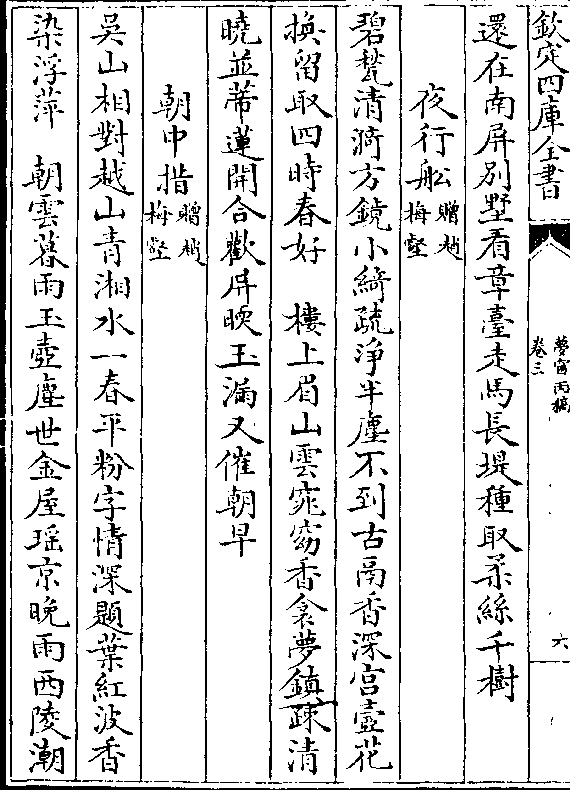 欽定四庫全書
夢窗丙稿
卷三
六
還在南屏別墅看章臺走馬長堤種取柔絲千樹
夜行船贈趙梅壑
碧甃清漪方鏡小綺疏淨半塵不到古鬲香深宮壺花
換留取四時春好　樓上眉山雲窈窕香衾夢鎮疎清
曉並蒂蓮開合歡屏暖玉漏又催朝早
朝中措贈趙梅壑
吳山相對越山青湘水一春平粉字情深題葉紅波香
染浮萍　朝雲暮雨玉壺塵世金屋瑶京晚雨西陵潮